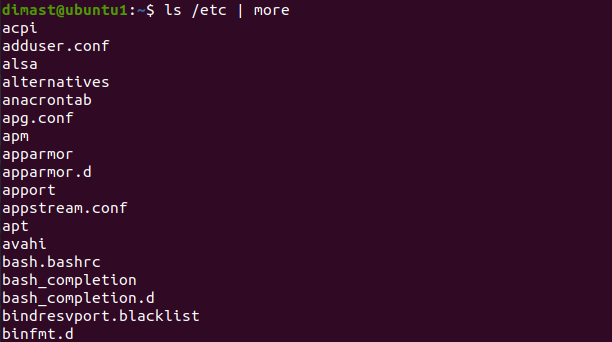 dimast@ubuntu1:~$ ls /etc | more
acpi
adduser.conf
alsa
alternatives
anacrontab
apg.conf
apm
apparmor
apparmor.d
apport
appstream.conf
apt
avahi
bash.bashrc
bash_completion
bash_completion.d
bindresvport.blacklist
binfmt.d